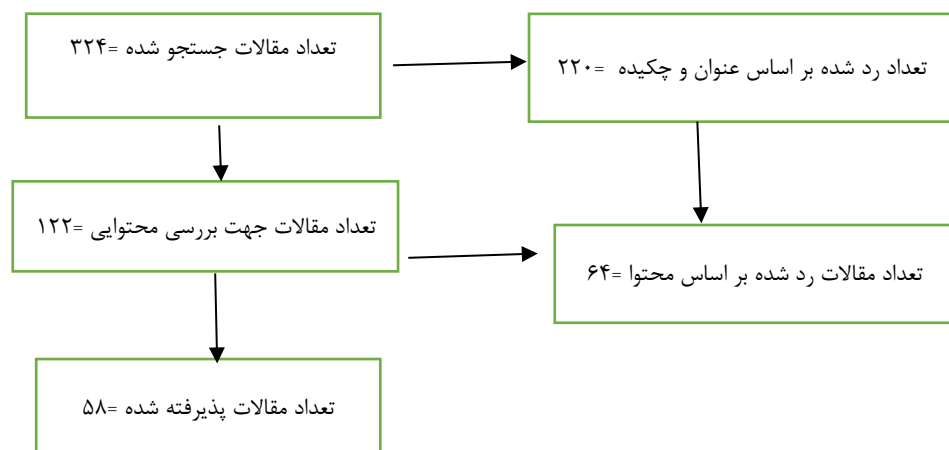 تعداد مقالات جستجو شده =۳۲۴
تعداد رد شده بر اساس عنوان و چکیده =۲۲۰
تعداد مقالات جهت بررسی محتوایی =۱۲۲
تعداد مقالات رد شده بر اساس محتوا =۶۴
تعداد مقالات پذیرفته شده =۵۸